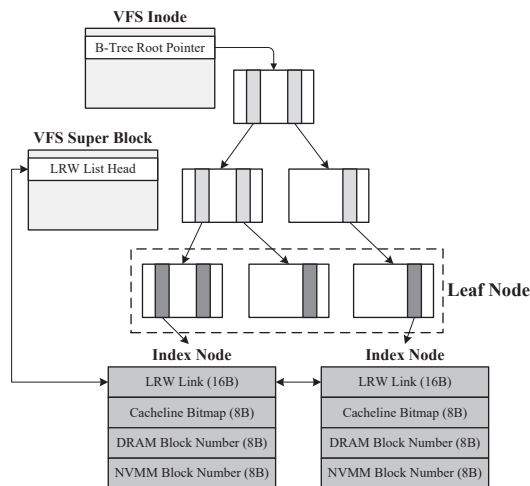 VFS Inode
B-Tree Root Pointer
VFS Super Block
LRW List Head
Leaf Node
Index Node
Index Node
LRW Link (16B)
LRW Link (16B)
Cacheline Bitmap (8B)
Cacheline Bitmap (8B)
DRAM Block Number (8B)
DRAM Block Number (8B)
NVMM Block Number (8B)
NVMM Block Number (8B)